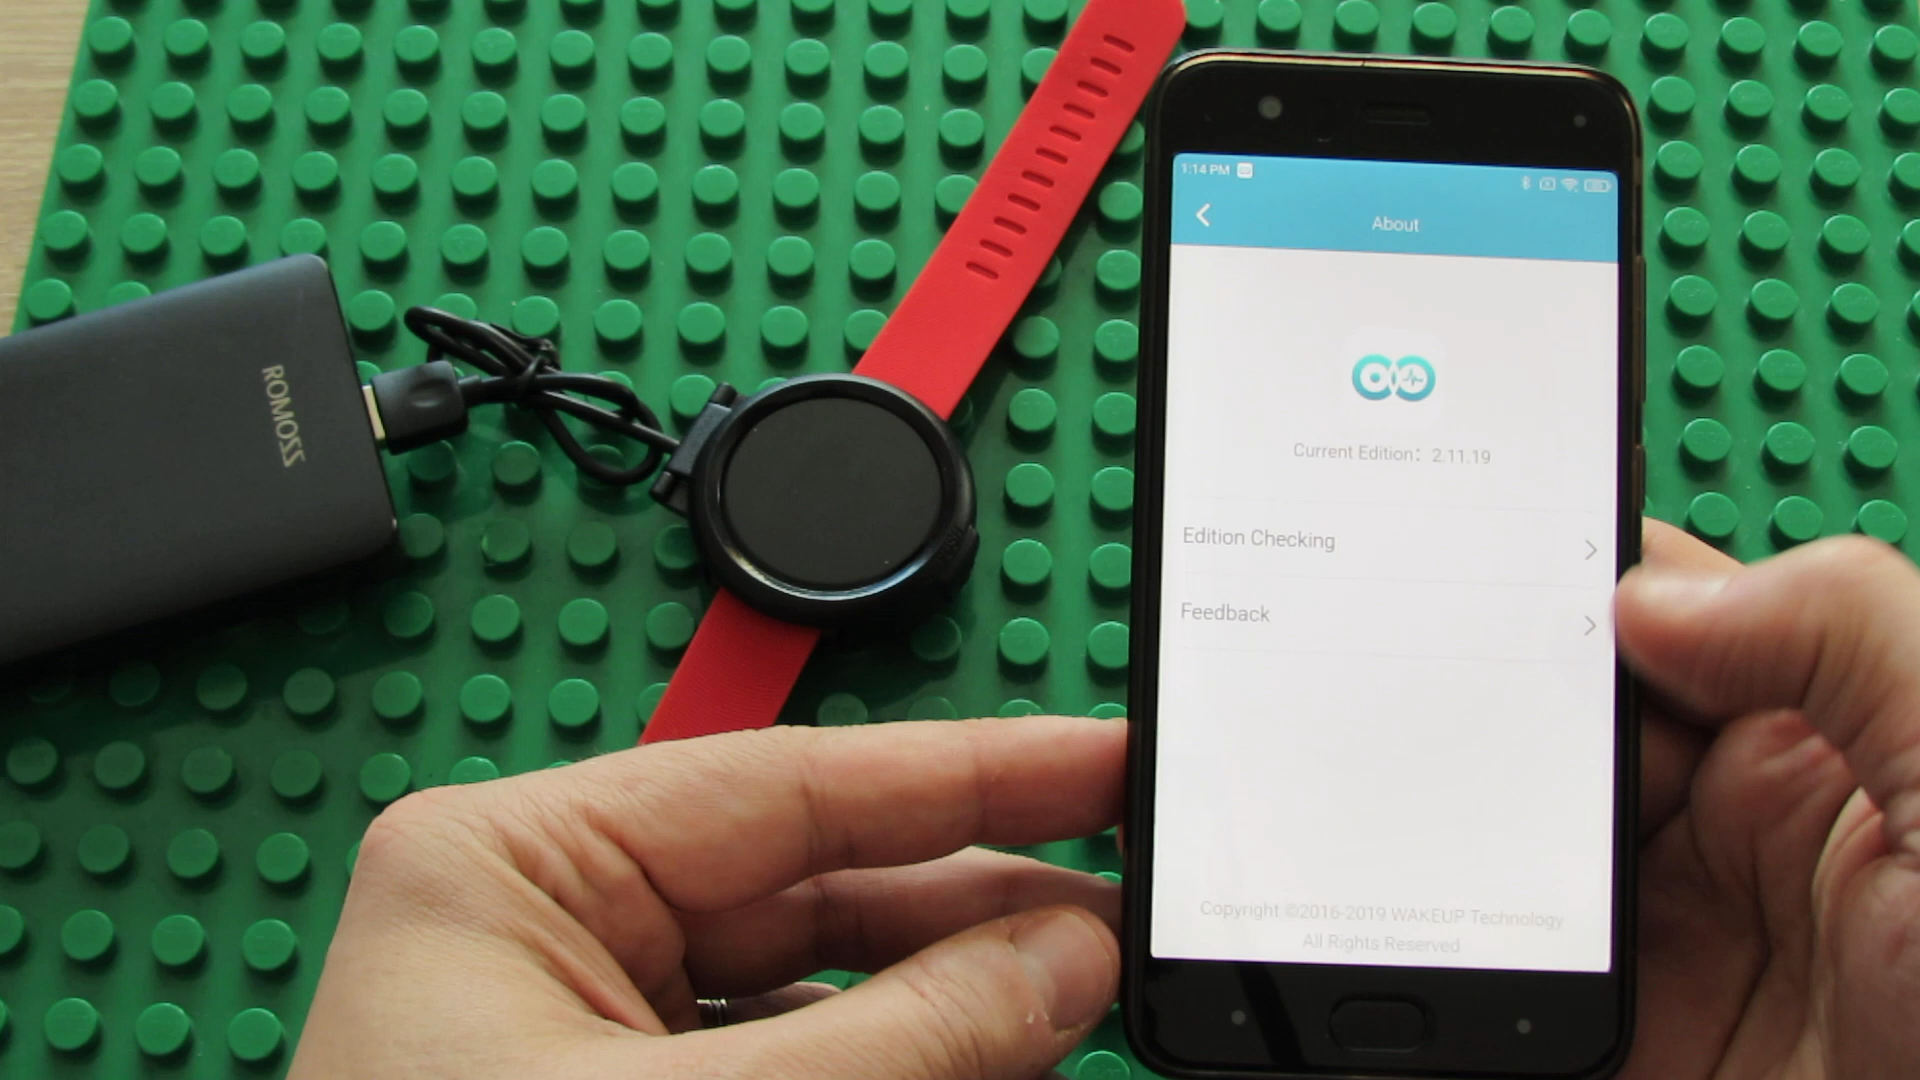 ROMOSS
1:14 PM
About
Current Edition: 2.11.19
Edition Checking
Feedback
Copyright ©2016-2019 WAKEUP Technology
All Rights Reserved